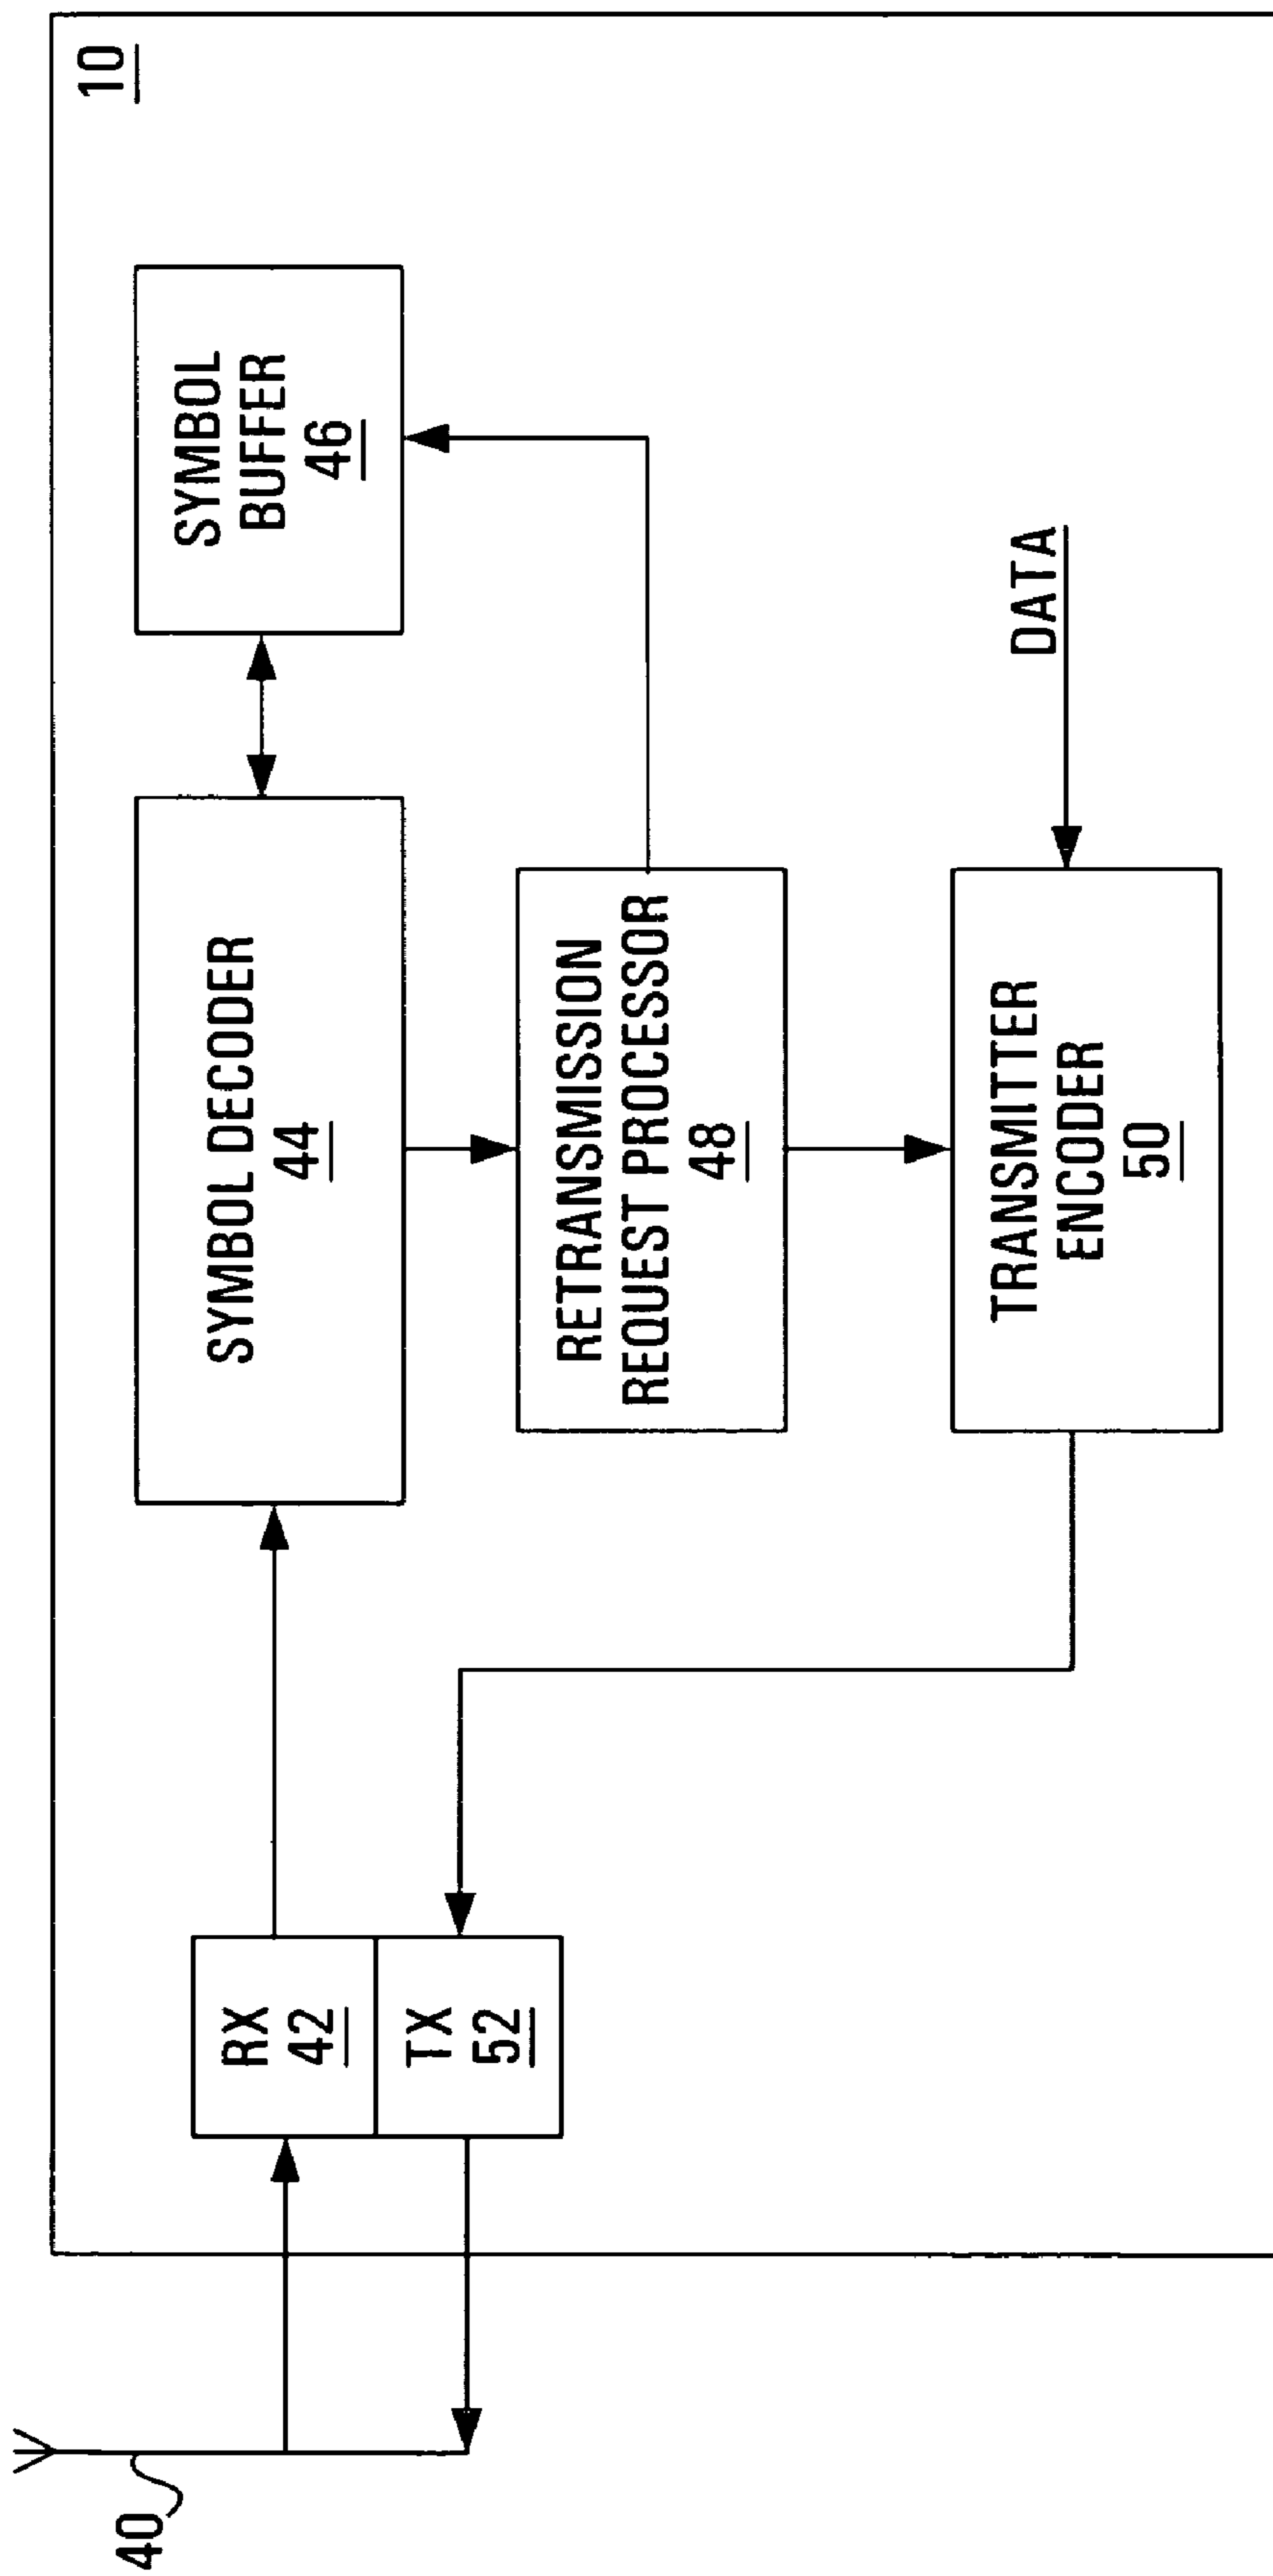 10
40
RX
42
TX
52
SYMBOL DECODER
44
SYMBOL
BUFFER
46
RETRANSMISSION
REQUEST PROCESSOR
48
TRANSMITTER
ENCODER
50
DATA